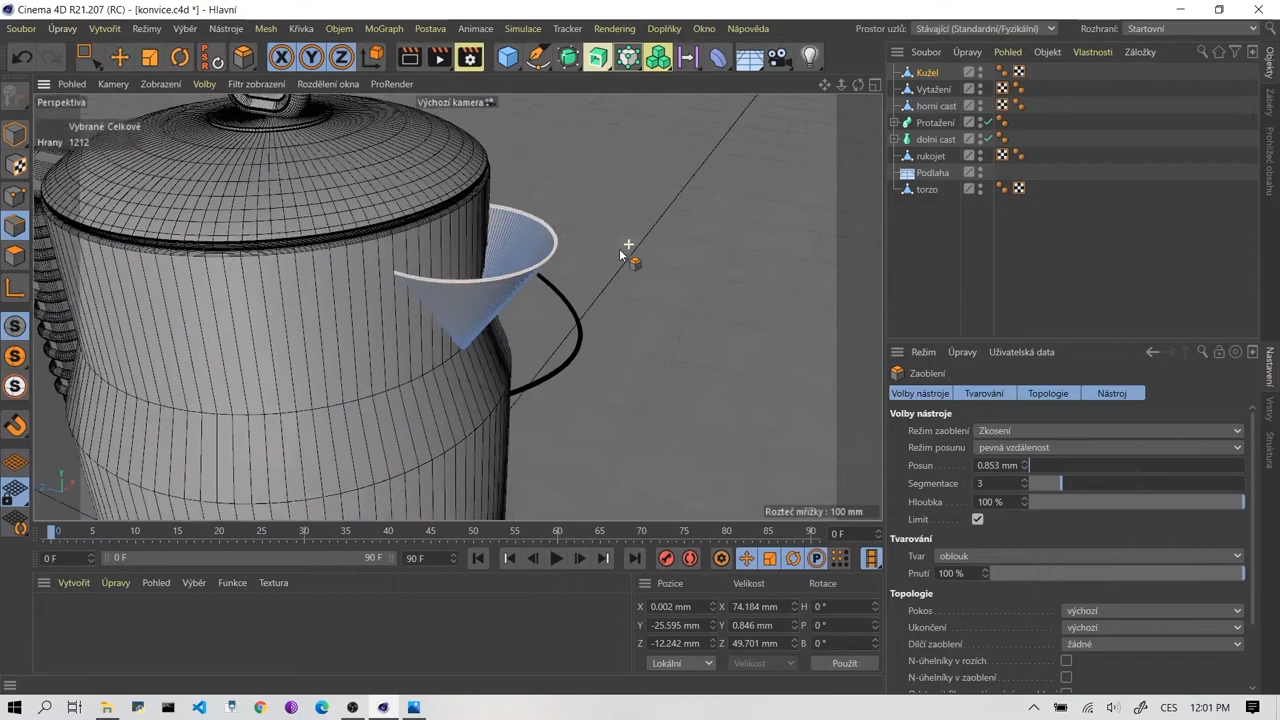 Cinema 4D R21.207 (RC) - [konvice.c4d *] - Hlavní
Soubor Úpravy Vytvořit Režimy Výběr Nástroje Mesh Křivka Objem MoGraph Postava Animace Simulace Tracker Rendering Doplňky Okno Nápověda
Prostor uzlů: Stávající (Standardní/Fyzikální) Rozhraní: Startovní
X Y Z
P
S
R
Soubor Úpravy Pohled Objekt Vlastnosti Záložky
Kužel
Vytažení
horni cast
Protažení
dolni cast
rukojet
Podlaha
torzo
Objekty
Záběry
Prohlížeč obsahu
Pohled Kamery Zobrazení Volby Filtr zobrazení Rozdělení okna ProRender
Perspektiva
Výchozí kamera
Vybrané Celkově
Hrany 1212
Rozteč mřížky : 100 mm
Režim Úpravy Uživatelská data
Zaoblení
Volby nástroje Tvarování Topologie Nástroj
Volby nástroje
Režim zaoblení Zkosení
Režim posunu pevná vzdálenost
Posun 0.853 mm
Segmentace 3
Hloubka 100 %
Limit
Tvarování
Tvar oblouk
Pnutí 100 %
Topologie
Pokos výchozí
Ukončení výchozí
Dílčí zaoblení žádné
N-úhelníky v rozích
N-úhelníky v zaoblení
Nastavení
Vrstvy
Struktura
0 5 10 15 20 25 30 35 40 45 50 55 60 65 70 75 80 85 90 0 F
0 F 0 F 90 F 90 F
P
Vytvořit Úpravy Pohled Výběr Funkce Textura
Pozice Velikost Rotace
X 0.002 mm X 74.184 mm H 0 °
Y -25.595 mm Y 0.846 mm P 0 °
Z -12.242 mm Z 49.701 mm B 0 °
Lokální Velikost Použít
CES 12:01 PM